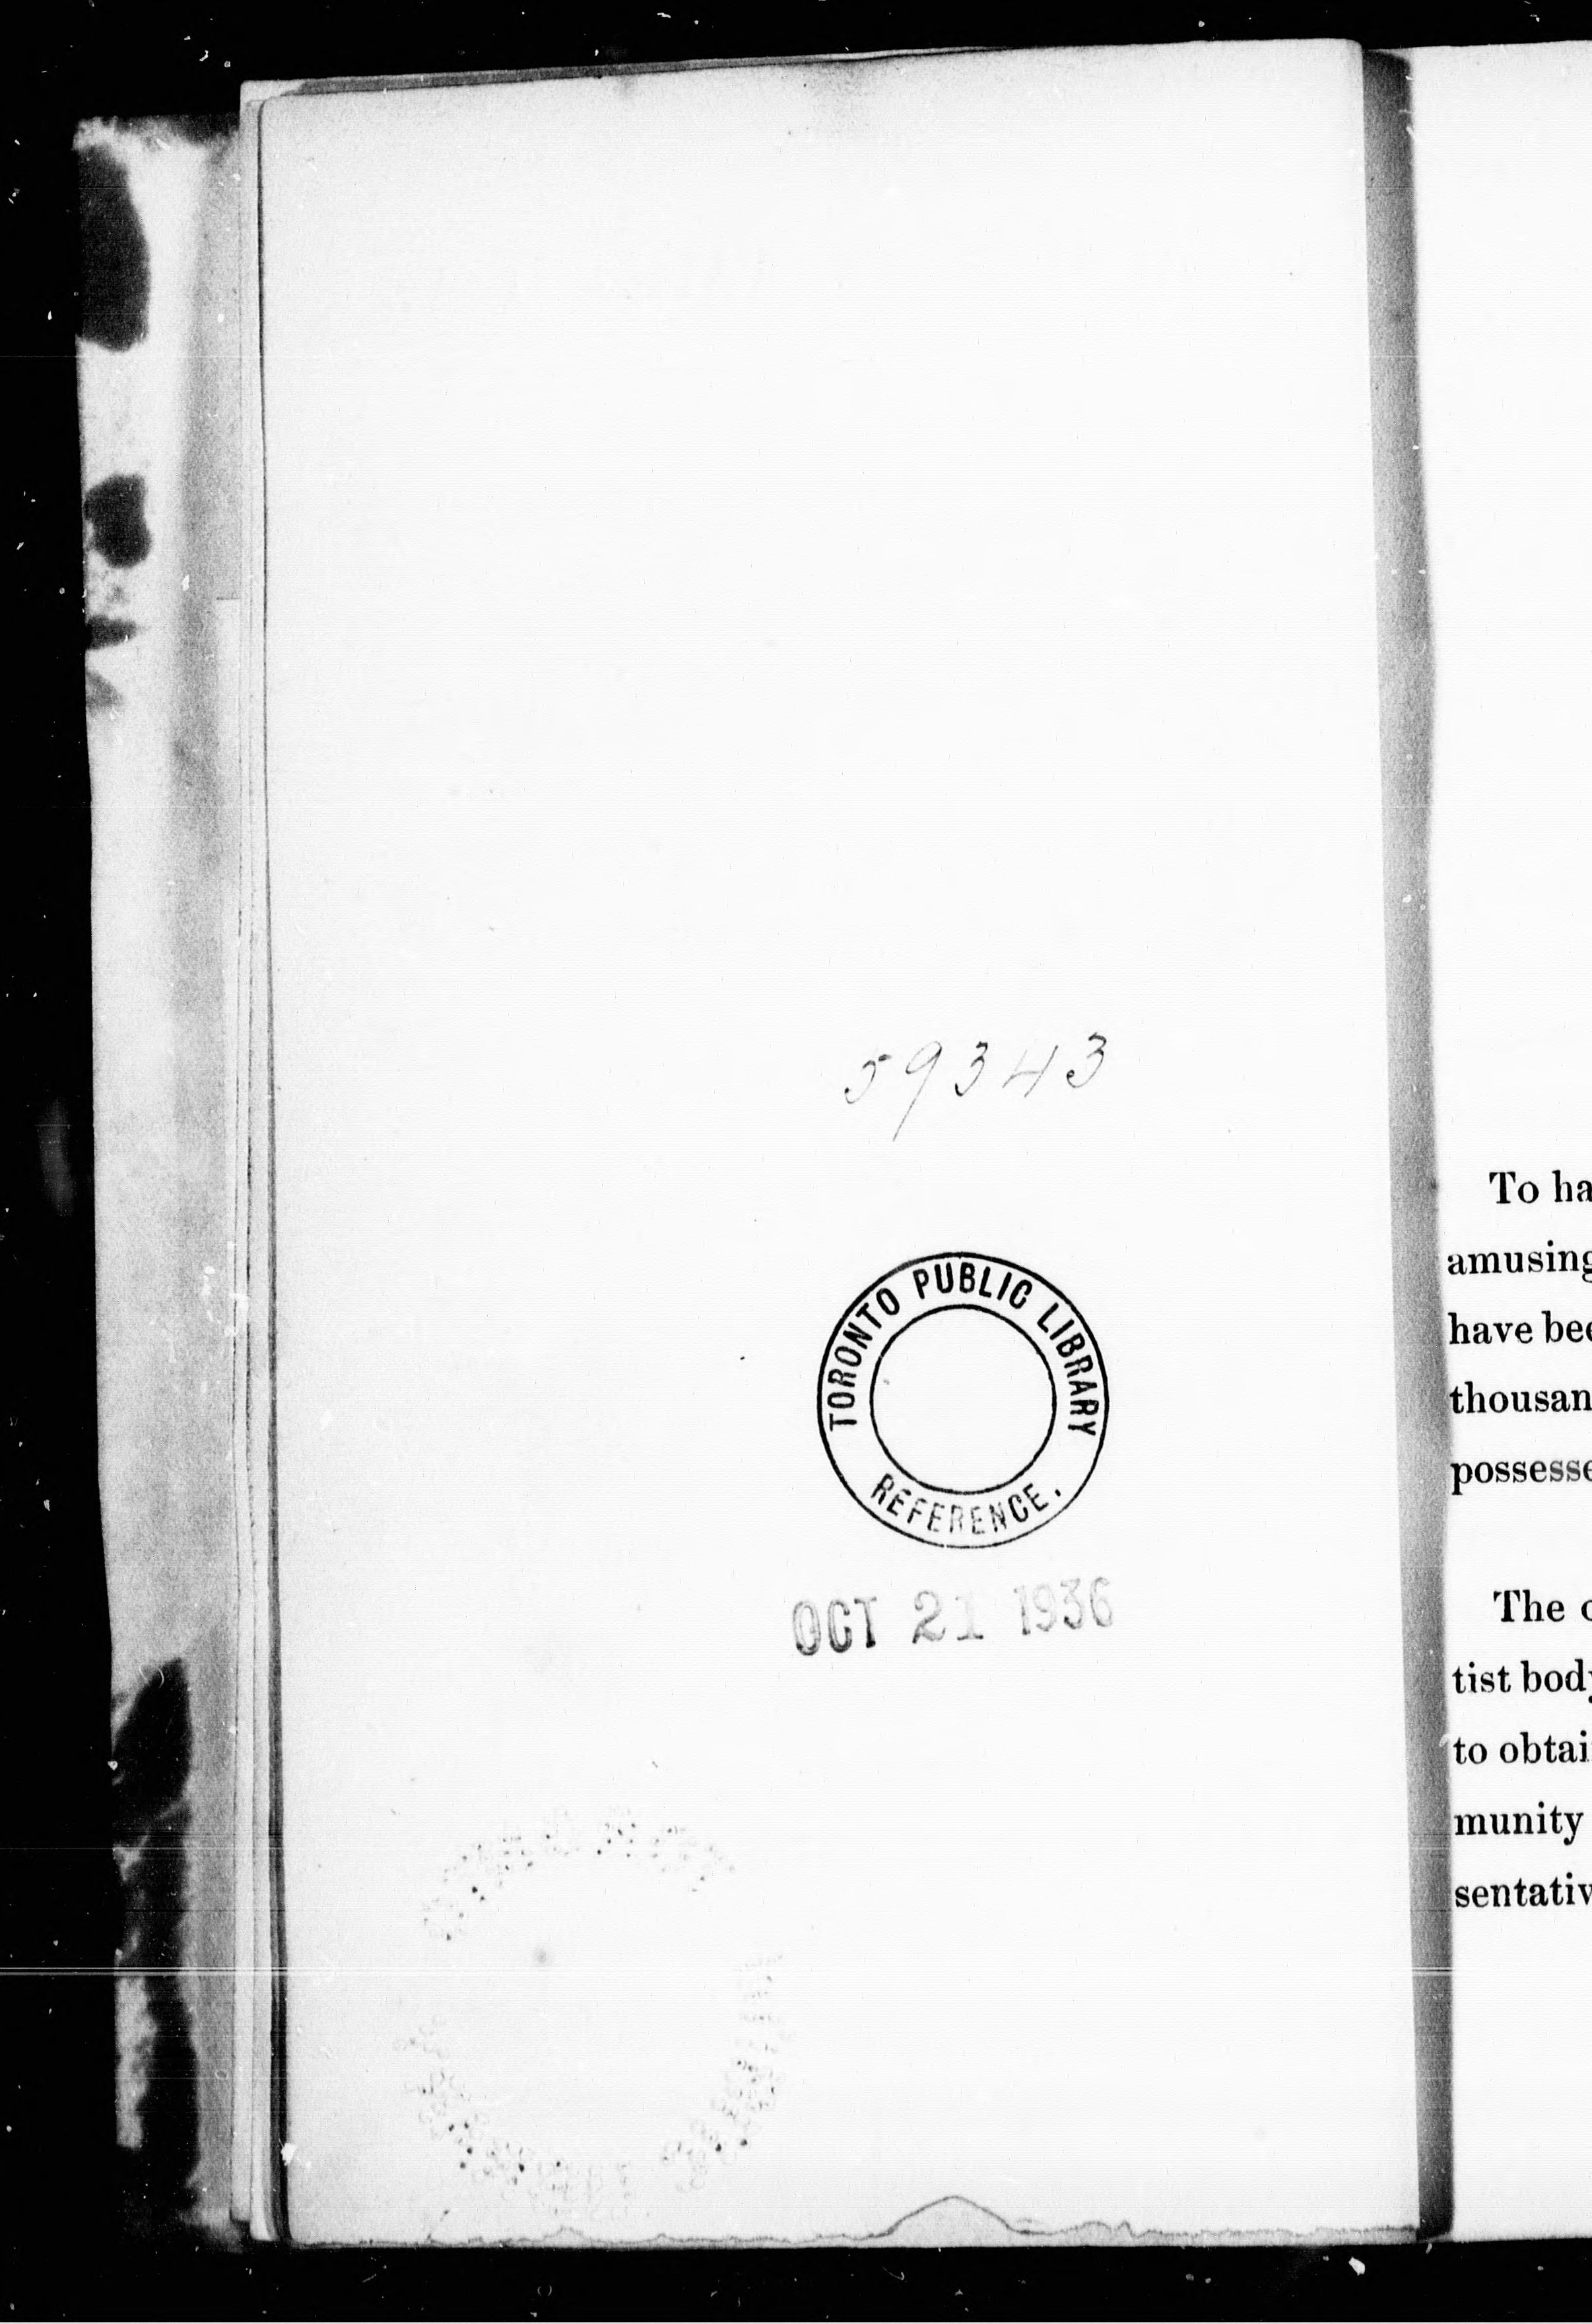 59343
TORONTO PUBLIC LIBRARY
REFERENCE.
OCT 21 1936
To ha
amusing
have bee
thousan
possesse
The
tist body
to obtai
munity
sentativ